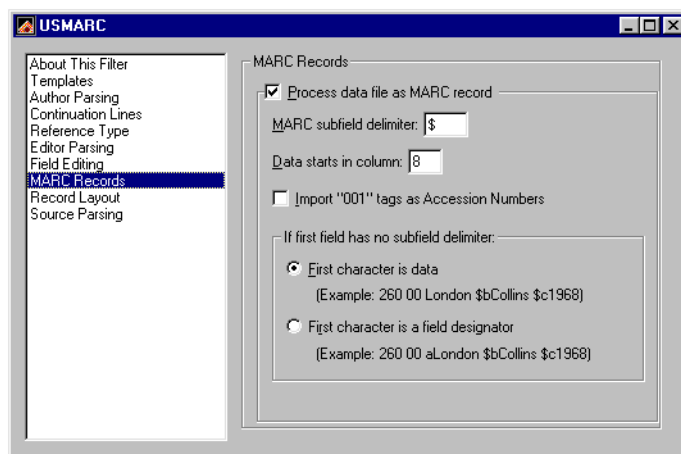 USMARC
About This Filter
Templates
Author Parsing
Continuation Lines
Reference Type
Editor Parsing
Field Editing
MARC Records
Record Layout
Source Parsing
MARC Records
Process data file as MARC record
MARC subfield delimiter: $
Data starts in column: 8
Import "001" tags as Accession Numbers
If first field has no subfield delimiter:
First character is data
(Example: 260 00 London $bCollins $c1968)
First character is a field designator
(Example: 260 00 aLondon $bCollins $c1968)